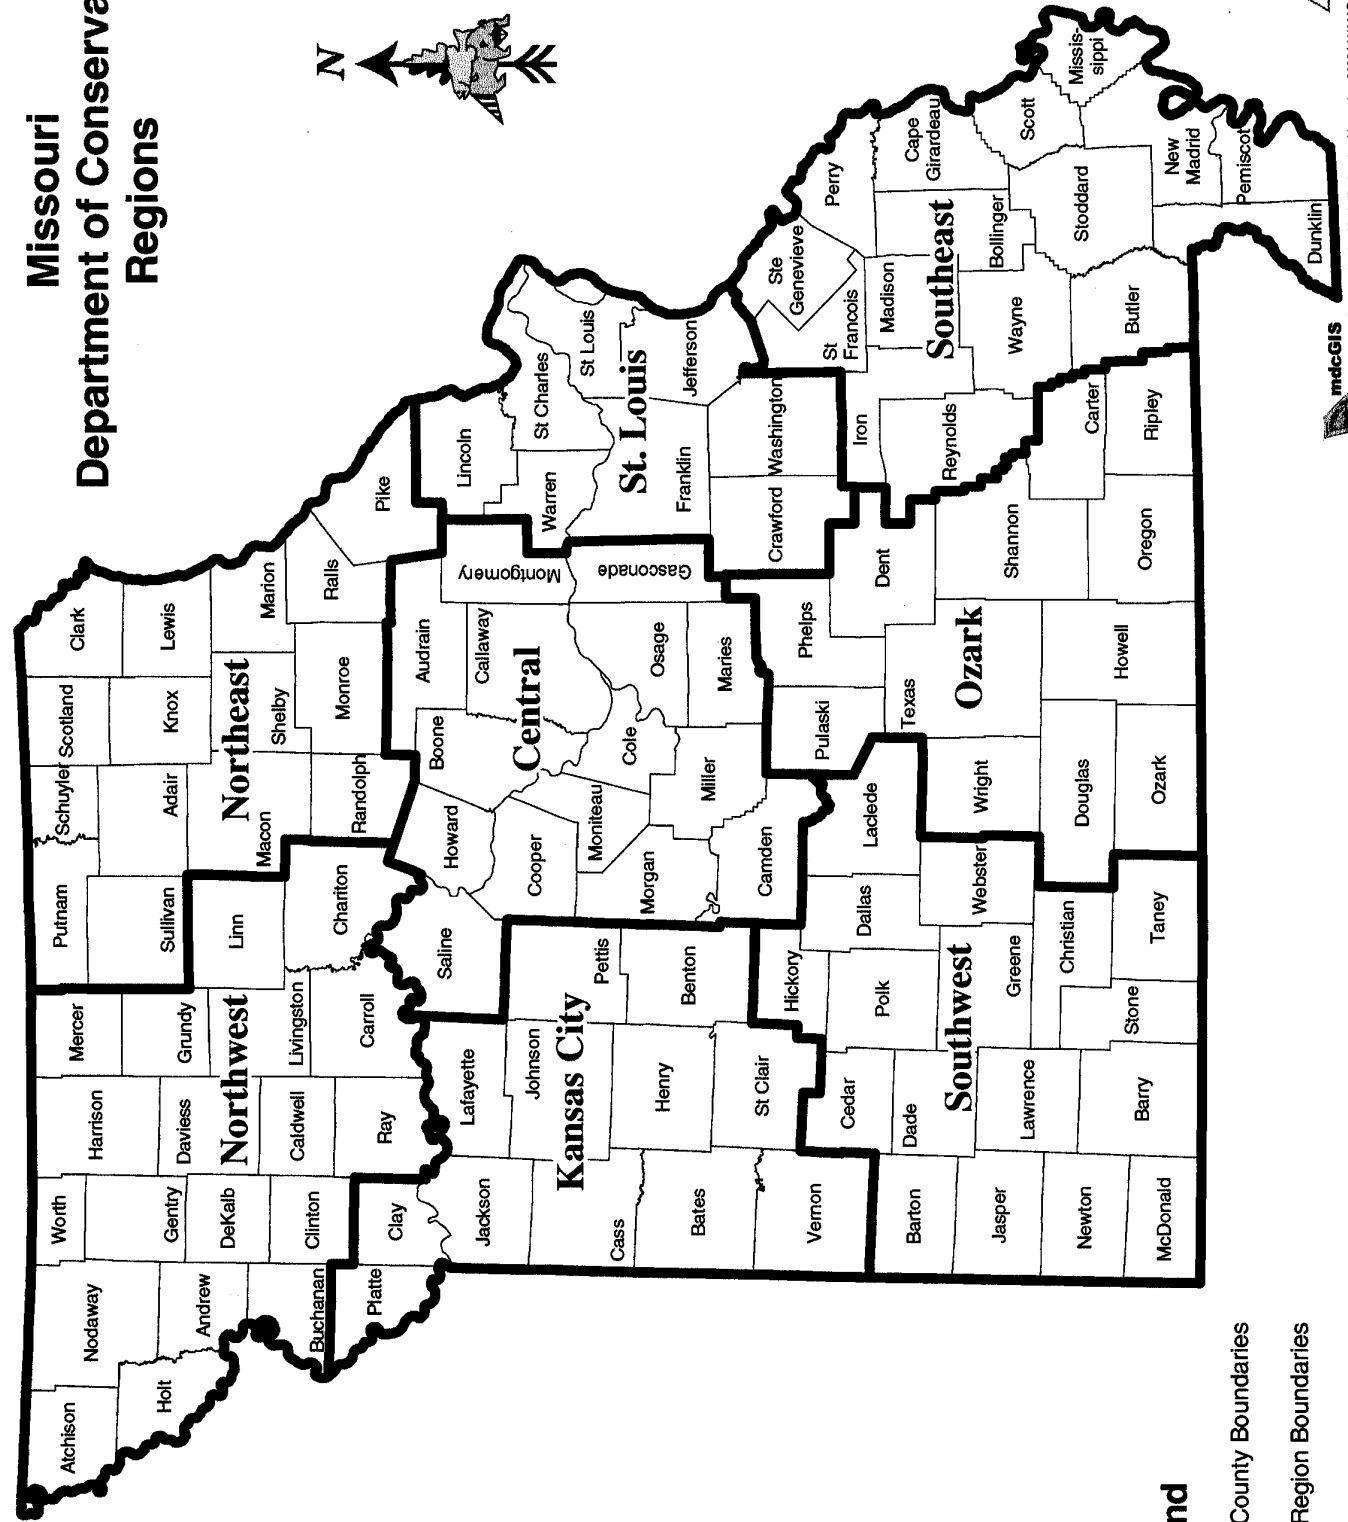 Missouri
Department of Conserva
Regions
N
Atchison
Nodaway
Worth
Harrison
Mercer
Putnam
Schuyler
Scotland
Clark
Holt
Andrew
Gentry
Daviess
Grundy
Sullivan
Adair
Knox
Lewis
Buchanan
DeKalb
Clinton
Caldwell
Livingston
Linn
Macon
Shelby
Marion
Northwest
Northeast
Platte
Clay
Ray
Carroll
Chariton
Randolph
Monroe
Ralls
Pike
Jackson
Lafayette
Saline
Howard
Boone
Audrain
Callaway
Montgomery
Lincoln
Warren
St Charles
St Louis
Cass
Johnson
Pettis
Cooper
Moniteau
Cole
Osage
Gasconade
Franklin
Jefferson
Kansas City
Central
St. Louis
Bates
Henry
Benton
Morgan
Miller
Maries
Crawford
Washington
Vernon
St Clair
Hickory
Camden
Pulaski
Phelps
Dent
Iron
St
Francois
Ste
Genevieve
Perry
Barton
Cedar
Dade
Polk
Dallas
Laclede
Texas
Reynolds
Madison
Bollinger
Cape
Girardeau
Southwest
Ozark
Southeast
Jasper
Lawrence
Greene
Webster
Wright
Shannon
Wayne
Stoddard
Scott
Missis-
sippi
Newton
Barry
Stone
Christian
Douglas
Howell
Oregon
Carter
Ripley
Butler
New
Madrid
McDonald
Taney
Ozark
Pemiscot
Dunklin
mdcGIS
nd
County Boundaries
Region Boundaries